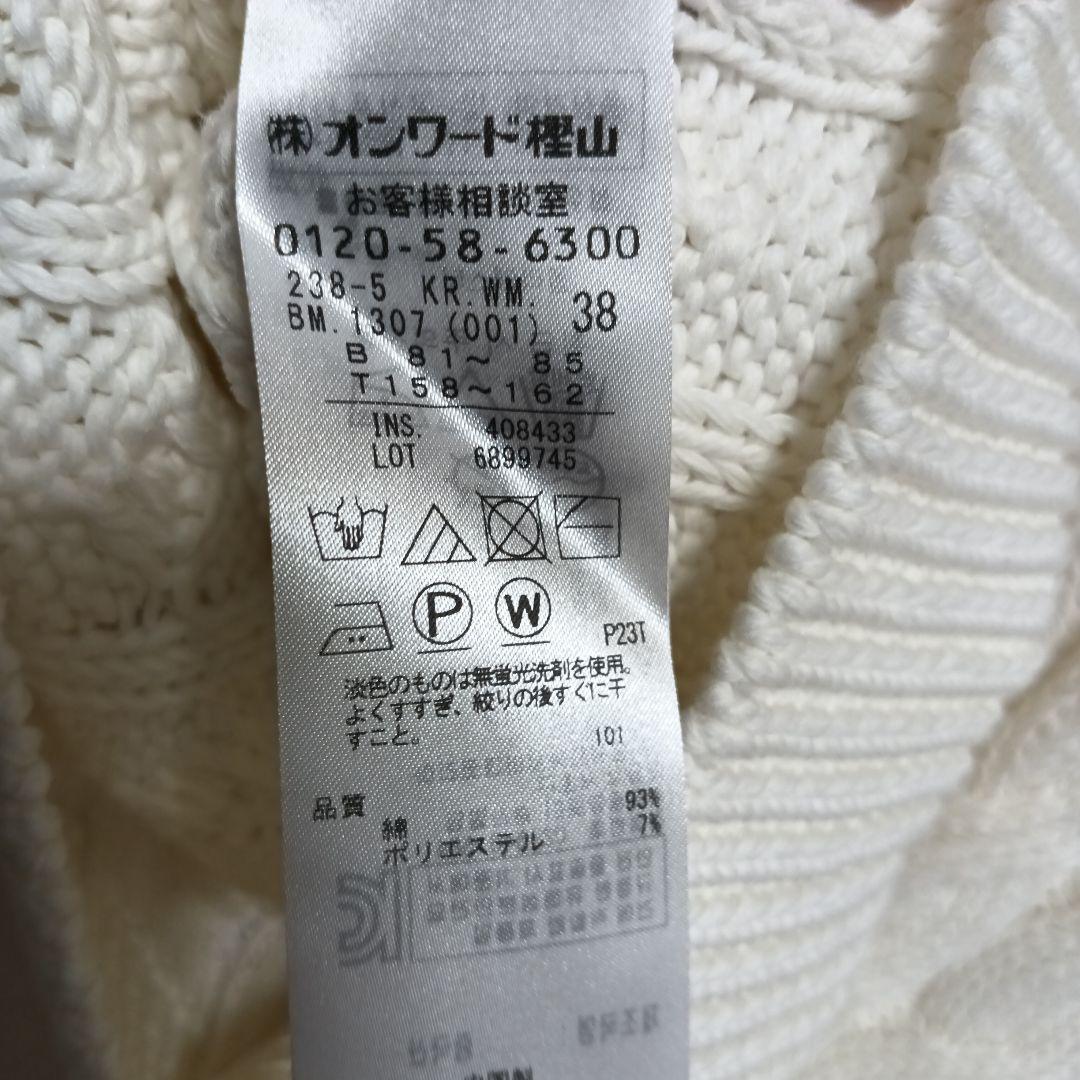 (株)オンワード樫山
お客様相談室
0120-58-6300
238-5 KR.WM. 38
BM.1307(001)
B 81〜 85
T158〜162
INS. 408433
LOT 6899745
P W
P23T
淡色のものは無蛍光洗剤を使用。
よくすすぎ、絞りの後すぐに干
すこと。 101
品質
綿 93%
ポリエステル 7%